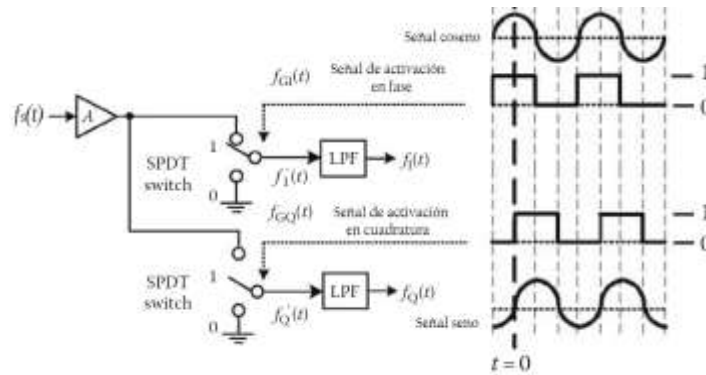 Señal coseno
f_GI(t)
Señal de activación
en fase
1
0
f_s(t)
A
SPDT
switch
1
0
f'_I(t)
LPF
f_I(t)
f_GQ(t)
Señal de activación
en cuadratura
1
0
SPDT
switch
1
0
f'_Q(t)
LPF
f_Q(t)
Señal seno
t = 0